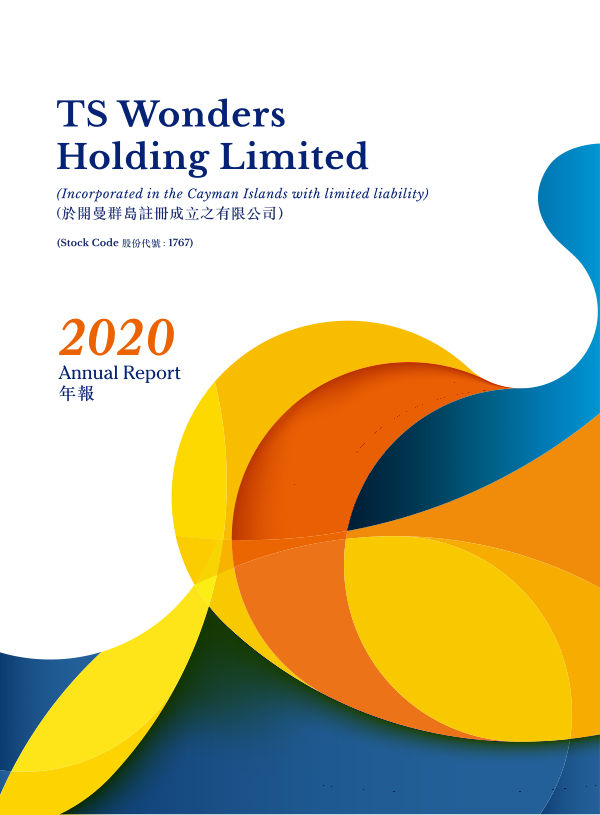 TS Wonders
Holding Limited
(Incorporated in the Cayman Islands with limited liability)
(於開曼群島註冊成立之有限公司)
(Stock Code 股份代號 : 1767)
2020
Annual Report
年報